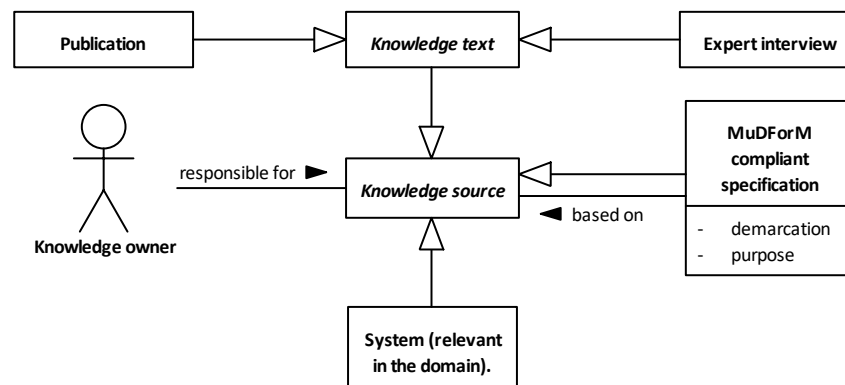 Publication
Knowledge text
Expert interview
responsible for
Knowledge owner
Knowledge source
MuDForM
compliant
specification
based on
- demarcation
- purpose
System (relevant
in the domain).